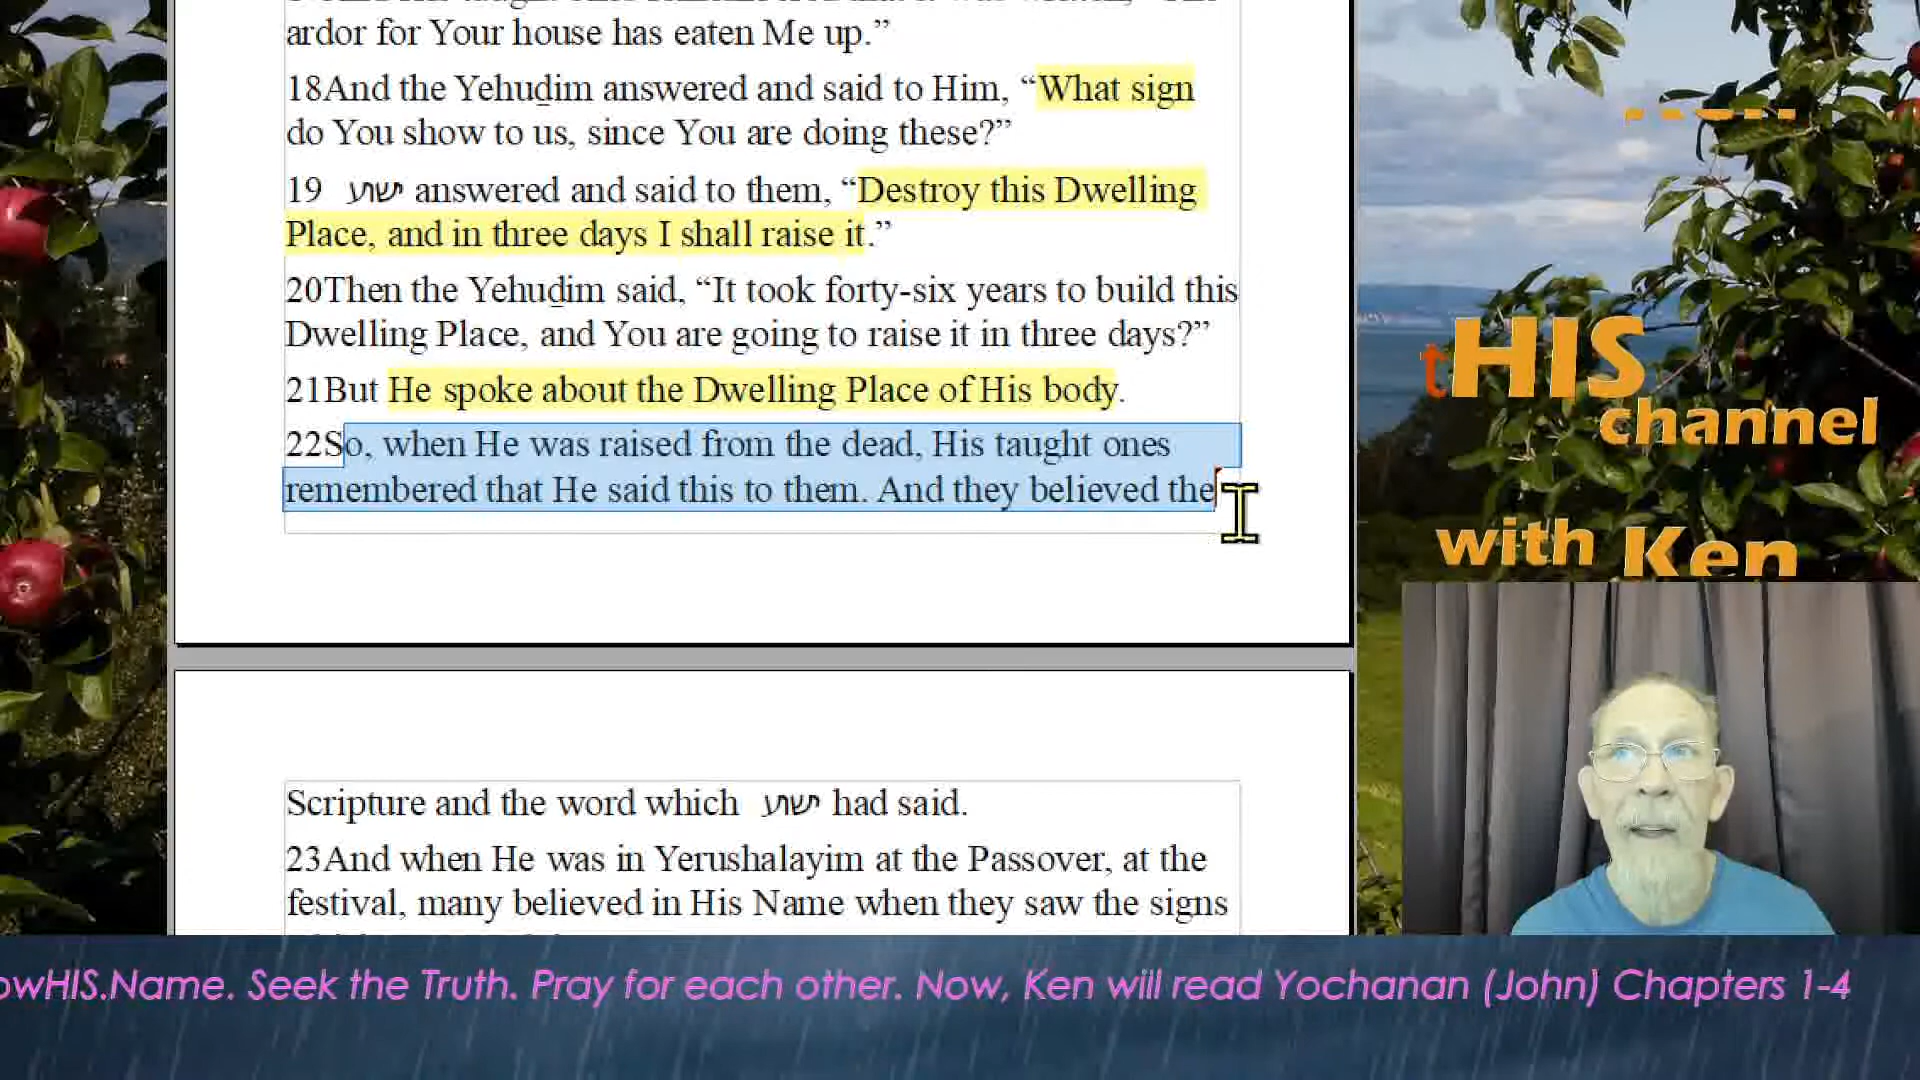 ardor for Your house has eaten Me up.”
18And the Yehuḏim answered and said to Him, “What sign
do You show to us, since You are doing these?”
19 ישוע answered and said to them, “Destroy this Dwelling
Place, and in three days I shall raise it.”
20Then the Yehuḏim said, “It took forty-six years to build this
Dwelling Place, and You are going to raise it in three days?”
21But He spoke about the Dwelling Place of His body.
22So, when He was raised from the dead, His taught ones
remembered that He said this to them. And they believed the
Scripture and the word which ישוע had said.
23And when He was in Yerushalayim at the Passover, at the
festival, many believed in His Name when they saw the signs
tHIS
channel
with Ken
owHIS.Name. Seek the Truth. Pray for each other. Now, Ken will read Yochanan (John) Chapters 1-4